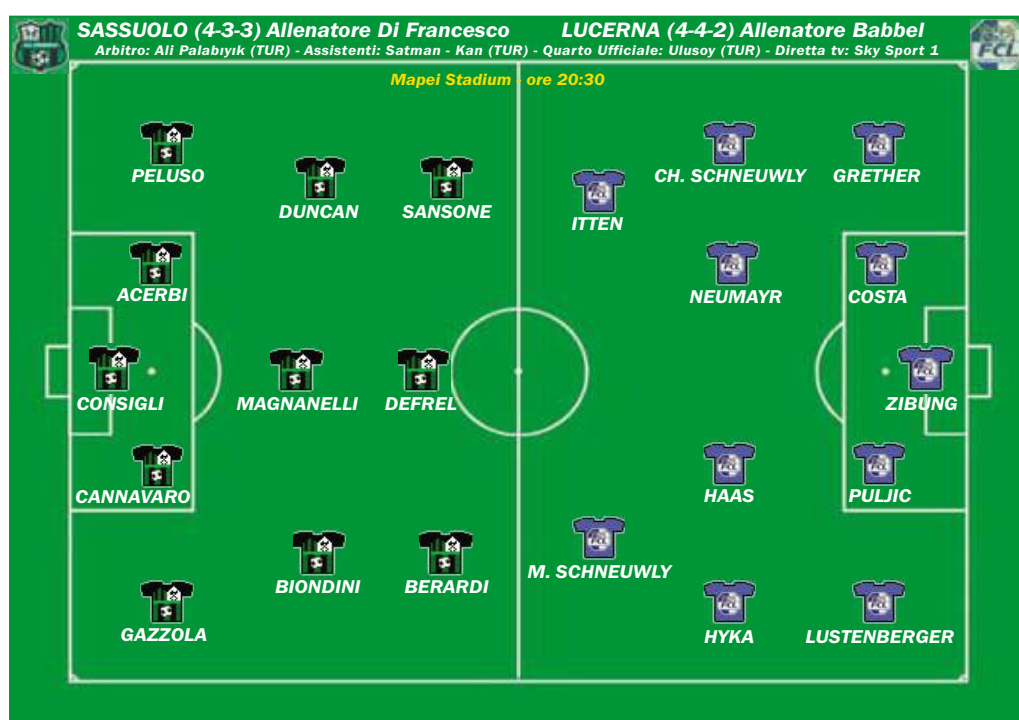 SASSUOLO (4-3-3) Allenatore Di Francesco LUCERNA (4-4-2) Allenatore Babbel
Arbitro: Ali Palabıyık (TUR) - Assistenti: Satman - Kan (TUR) - Quarto Ufficiale: Ulusoy (TUR) - Diretta tv: Sky Sport 1
FCL
Mapei Stadium - ore 20:30
PELUSO
DUNCAN
SANSONE
ITTEN
CH. SCHNEUWLY
GRETHER
ACERBI
NEUMAYR
COSTA
CONSIGLI
MAGNANELLI
DEFREL
ZIBUNG
CANNAVARO
HAAS
PULJIC
BIONDINI
BERARDI
M. SCHNEUWLY
GAZZOLA
HYKA
LUSTENBERGER